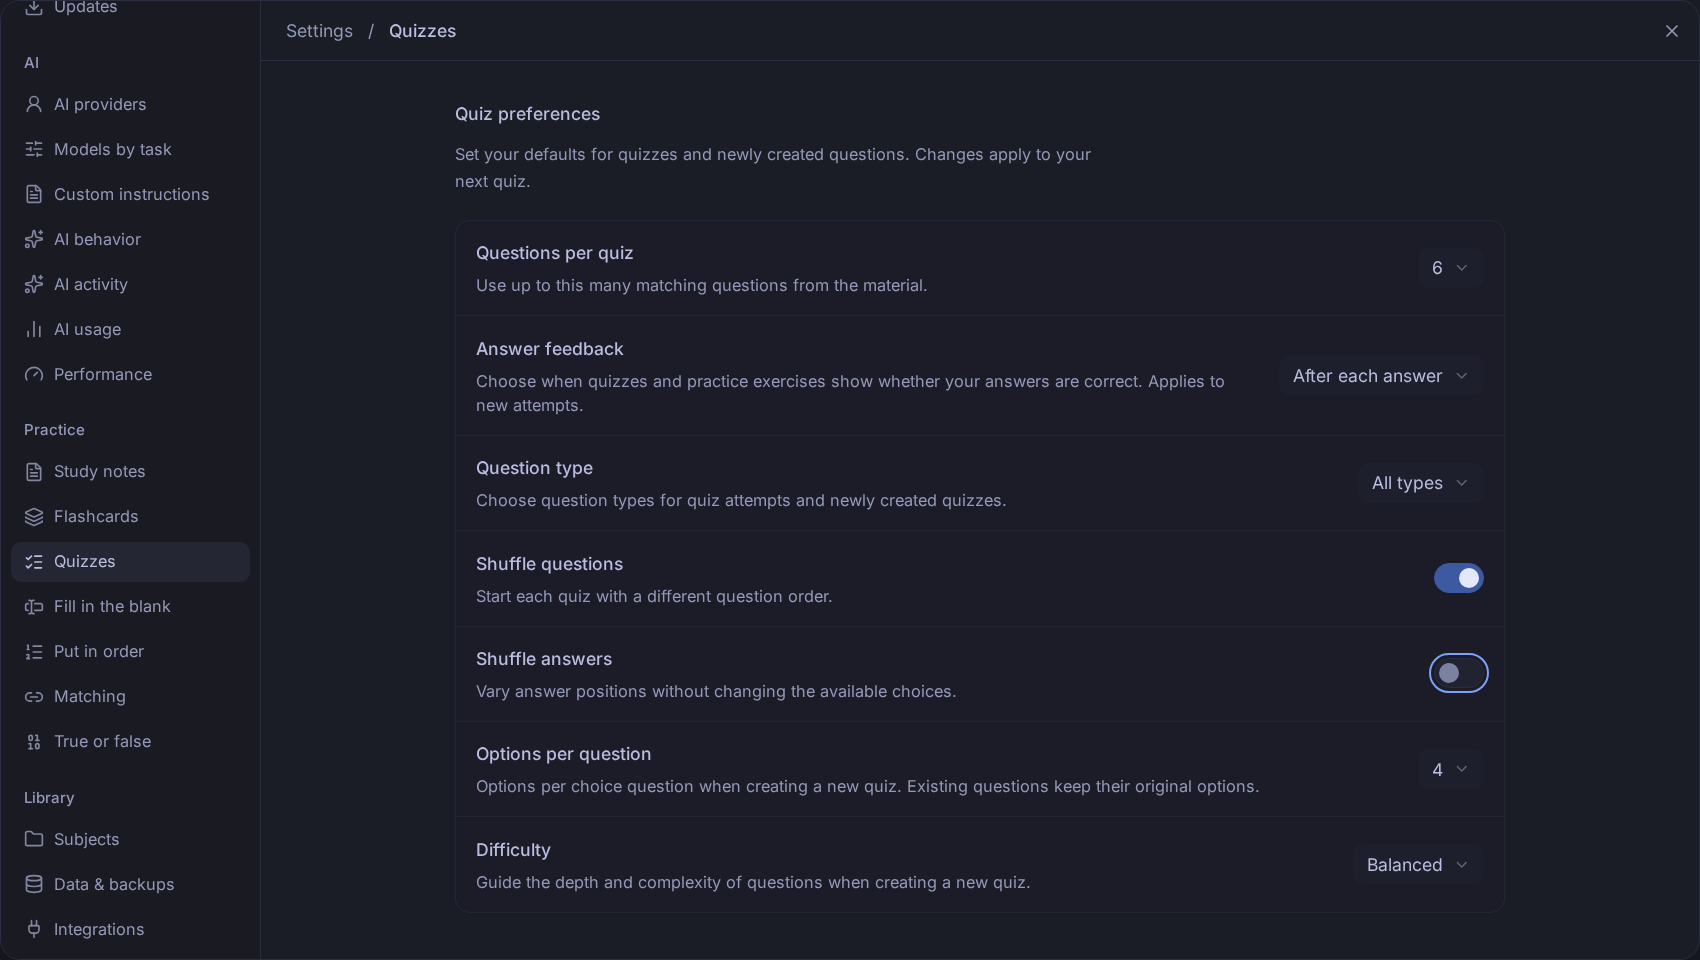 Updates
AI
AI providers
Models by task
Custom instructions
AI behavior
AI activity
AI usage
Performance
Practice
Study notes
Flashcards
Quizzes
Fill in the blank
Put in order
Matching
True or false
Library
Subjects
Data & backups
Integrations
Settings / Quizzes
Quiz preferences
Set your defaults for quizzes and newly created questions. Changes apply to your
next quiz.
Questions per quiz
Use up to this many matching questions from the material.
6
Answer feedback
Choose when quizzes and practice exercises show whether your answers are correct. Applies to
new attempts.
After each answer
Question type
Choose question types for quiz attempts and newly created quizzes.
All types
Shuffle questions
Start each quiz with a different question order.
Shuffle answers
Vary answer positions without changing the available choices.
Options per question
Options per choice question when creating a new quiz. Existing questions keep their original options.
4
Difficulty
Guide the depth and complexity of questions when creating a new quiz.
Balanced